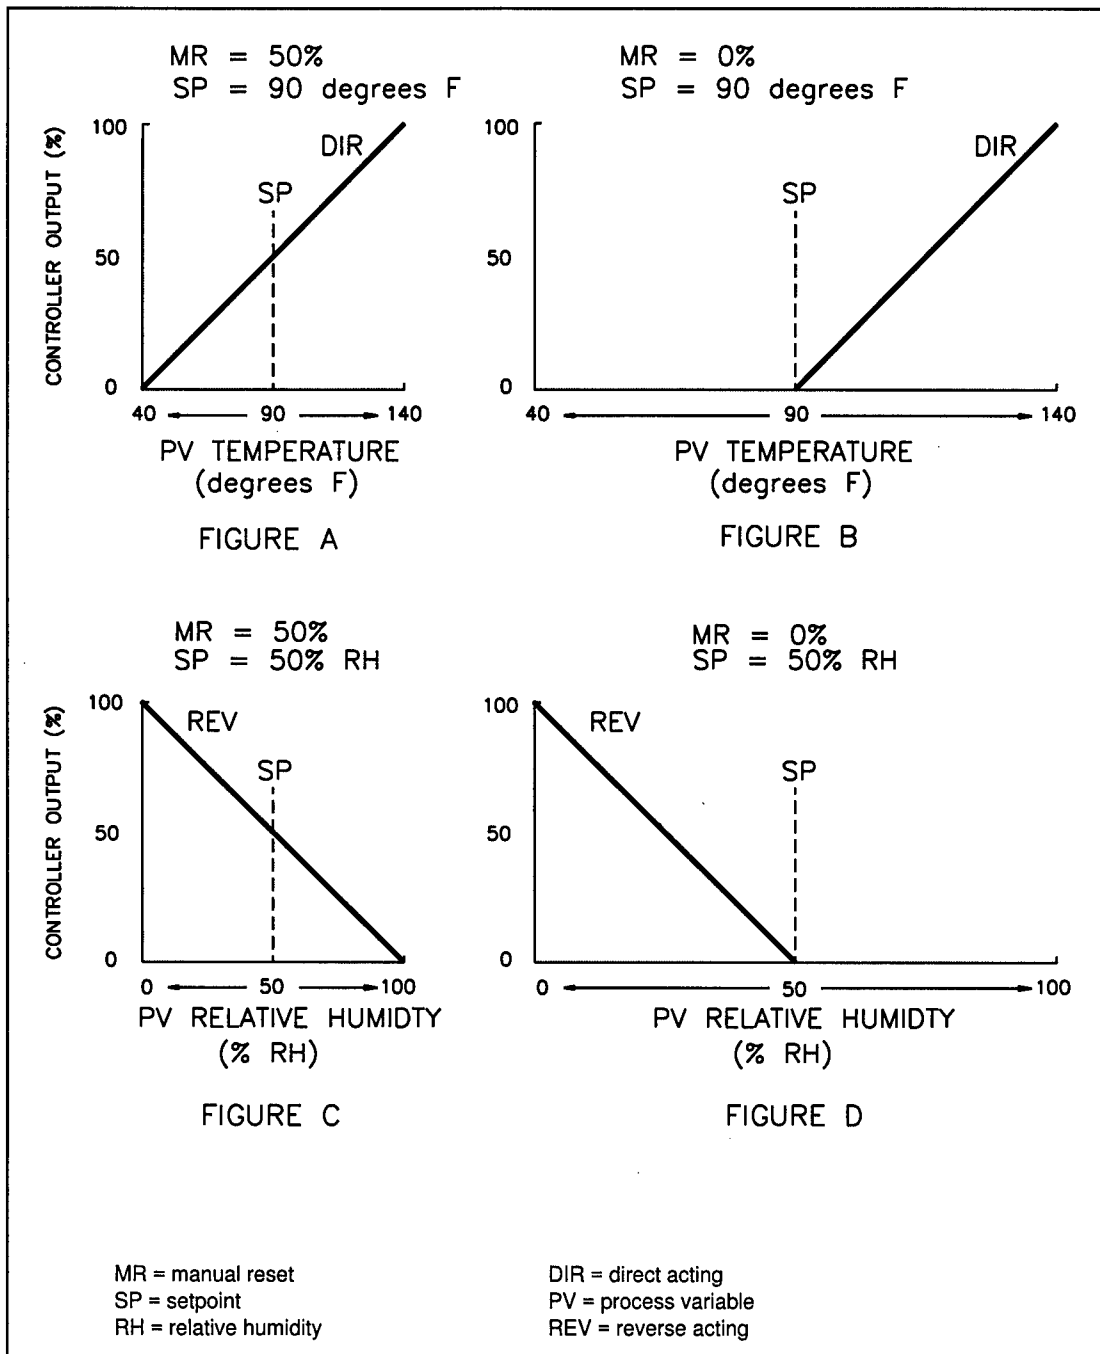 MR = 50%
SP = 90 degrees F
CONTROLLER OUTPUT (%)
100
50
0
DIR
SP
40 90 140
PV TEMPERATURE
(degrees F)
FIGURE A
MR = 0%
SP = 90 degrees F
100
50
0
DIR
SP
40 90 140
PV TEMPERATURE
(degrees F)
FIGURE B
MR = 50%
SP = 50% RH
CONTROLLER OUTPUT (%)
100
50
0
REV
SP
0 50 100
PV RELATIVE HUMIDTY
(% RH)
FIGURE C
MR = 0%
SP = 50% RH
100
50
0
REV
SP
0 50 100
PV RELATIVE HUMIDTY
(% RH)
FIGURE D
MR = manual reset
SP = setpoint
RH = relative humidity
DIR = direct acting
PV = process variable
REV = reverse acting